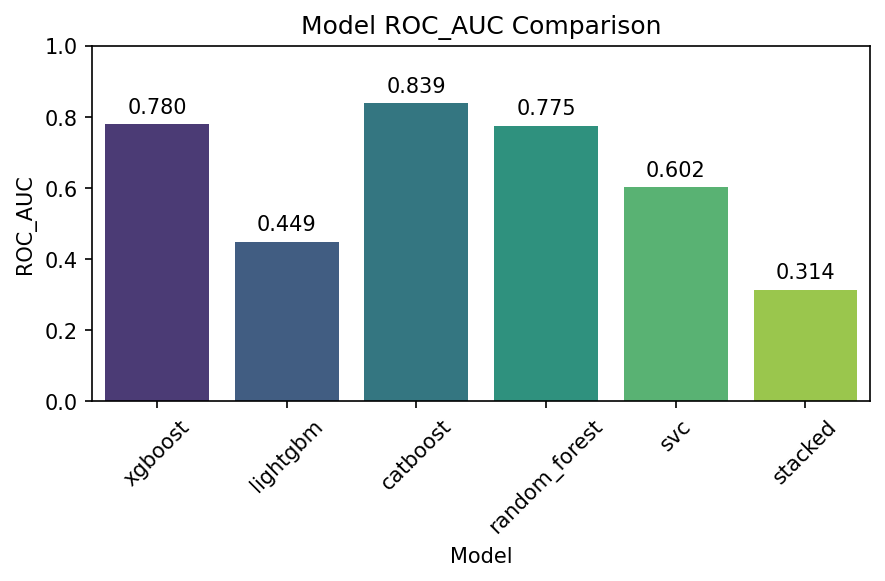 Model ROC_AUC Comparison
1.0
0.8
0.6
0.4
0.2
0.0
ROC_AUC
0.780
0.449
0.839
0.775
0.602
0.314
xgboost
lightgbm
catboost
random_forest
svc
stacked
Model